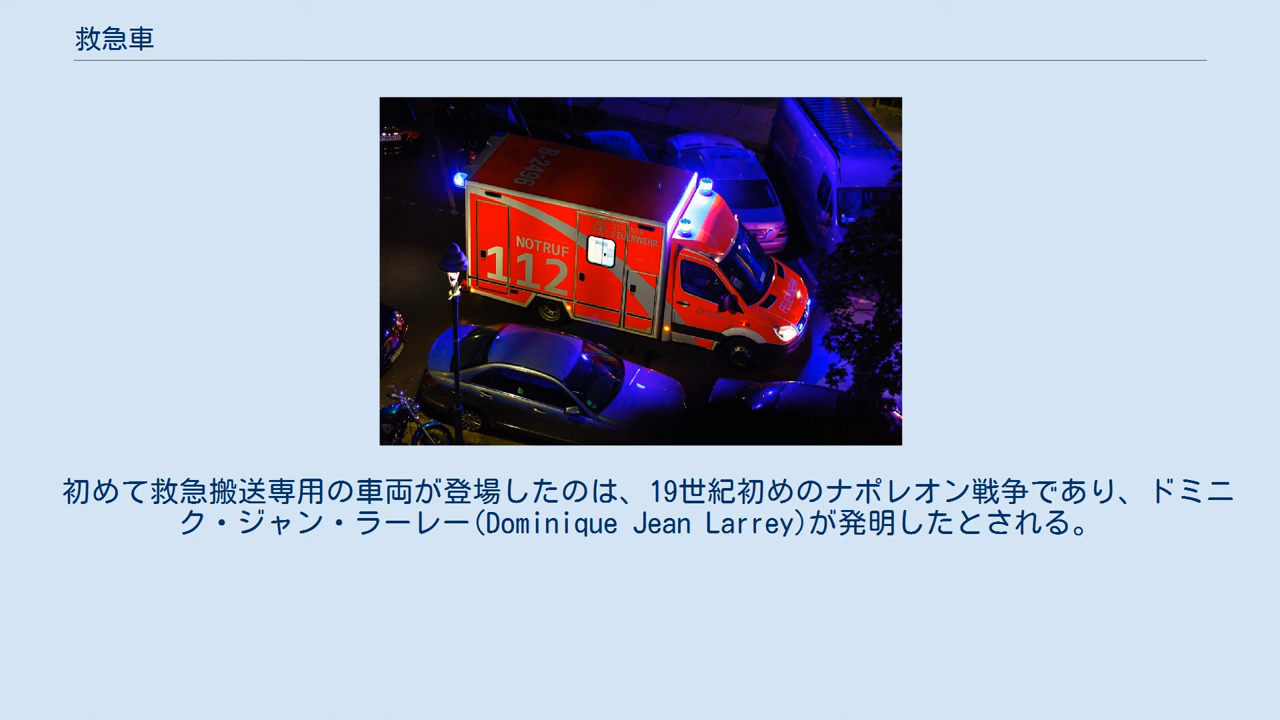 救急車
B-2496
NOTRUF
112
BERLINER
FEUERWEHR
初めて救急搬送専用の車両が登場したのは、19世紀初めのナポレオン戦争であり、ドミニ
ク・ジャン・ラーレー(Dominique Jean Larrey)が発明したとされる。